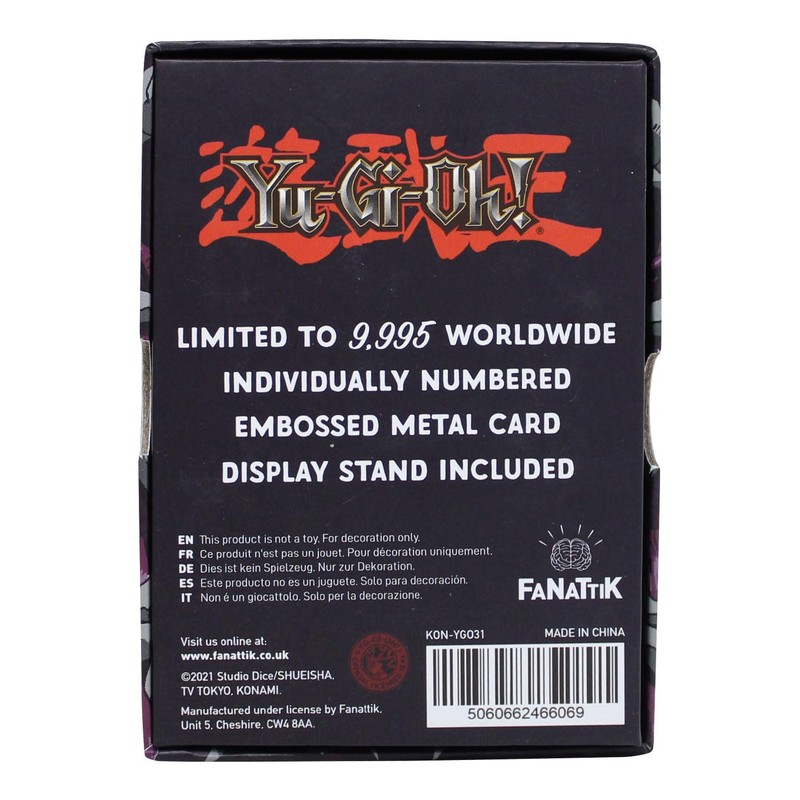 遊戯王
Yu-Gi-Oh!
®
LIMITED TO 9,995 WORLDWIDE
INDIVIDUALLY NUMBERED
EMBOSSED METAL CARD
DISPLAY STAND INCLUDED
EN This product is not a toy. For decoration only.
FR Ce produit n'est pas un jouet. Pour décoration uniquement.
DE Dies ist kein Spielzeug. Nur zur Dekoration.
ES Este producto no es un juguete. Solo para decoración.
IT Non é un giocattolo. Solo per la decorazione.
FANATTIK
Visit us online at:
www.fanattik.co.uk
©2021 Studio Dice/SHUEISHA,
TV TOKYO, KONAMI.
Manufactured under license by Fanattik,
Unit 5, Cheshire, CW4 8AA.
KON-YGO31 MADE IN CHINA
5060662466069